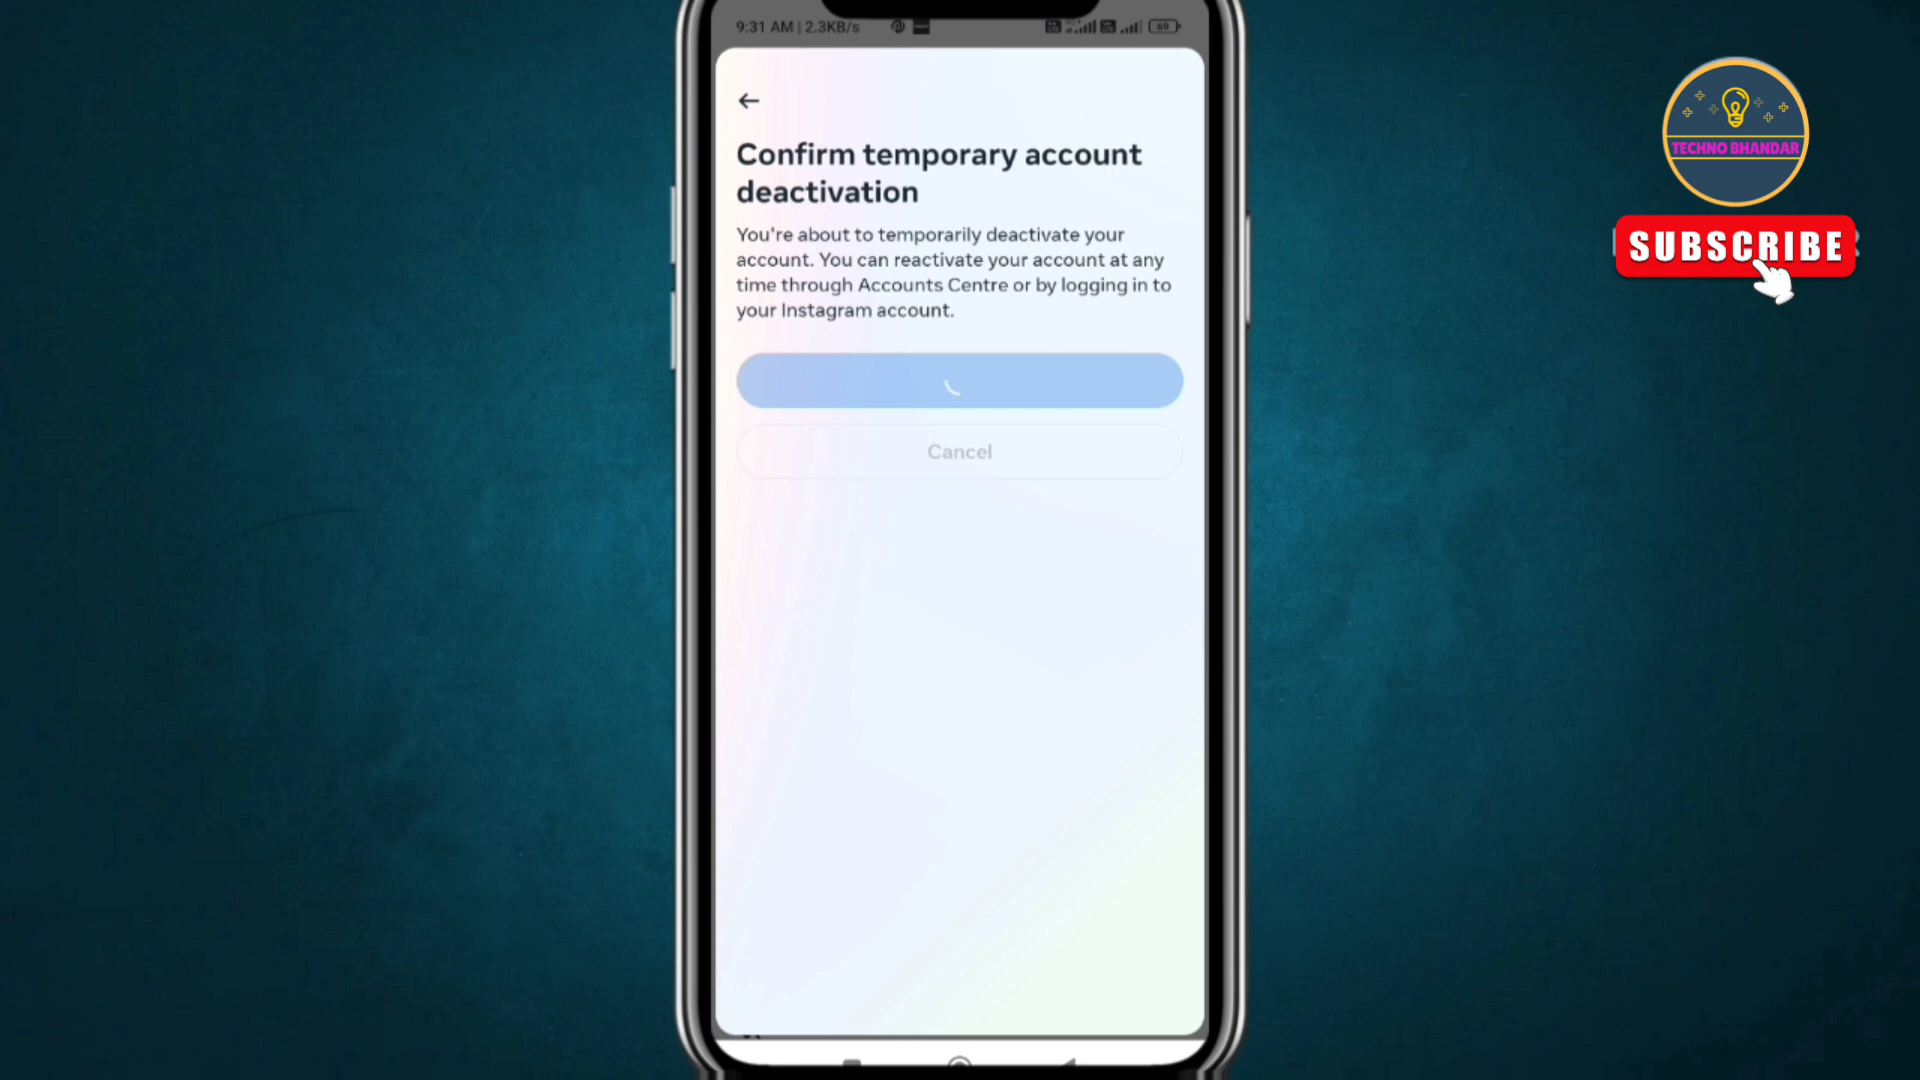 9:31 AM | 2.3KB/s
69
Confirm temporary account
deactivation
You're about to temporarily deactivate your
account. You can reactivate your account at any
time through Accounts Centre or by logging in to
your Instagram account.
Cancel
TECHNO BHANDAR
SUBSCRIBE